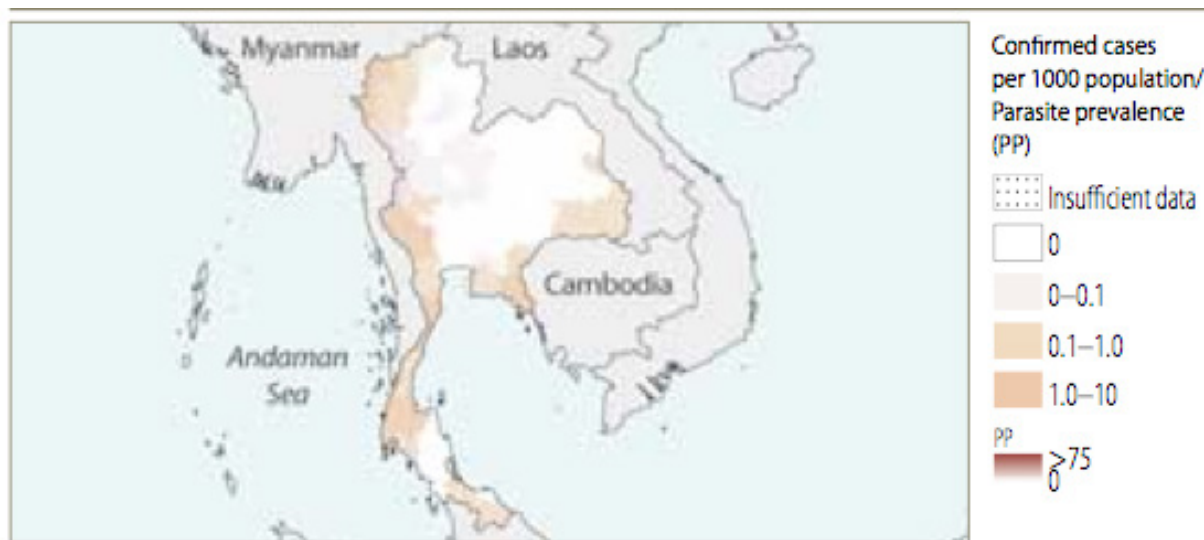 Myanmar
Laos
Cambodia
Andaman
Sea
Confirmed cases
per 1000 population/
Parasite prevalence
(PP)
Insufficient data
0
0–0.1
0.1–1.0
1.0–10
PP
>75
0